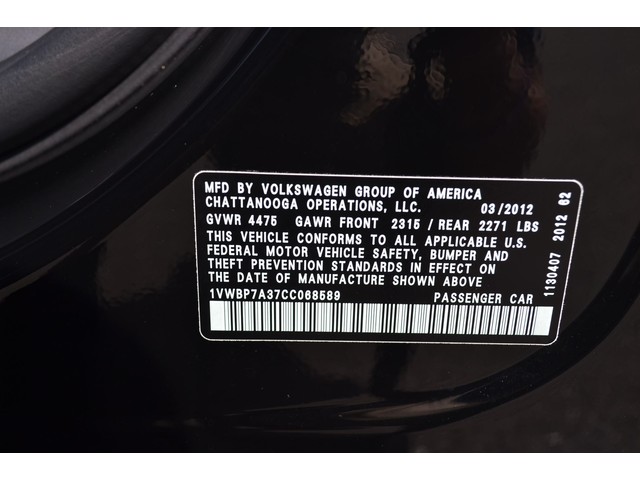 MFD BY VOLKSWAGEN GROUP OF AMERICA
CHATTANOOGA OPERATIONS, LLC. 03/2012
GVWR 4475 GAWR FRONT 2315 / REAR 2271 LBS
THIS VEHICLE CONFORMS TO ALL APPLICABLE U.S.
FEDERAL MOTOR VEHICLE SAFETY, BUMPER AND
THEFT PREVENTION STANDARDS IN EFFECT ON
THE DATE OF MANUFACTURE SHOWN ABOVE
1VWBP7A37CC068589 PASSENGER CAR
1130407 2012 62